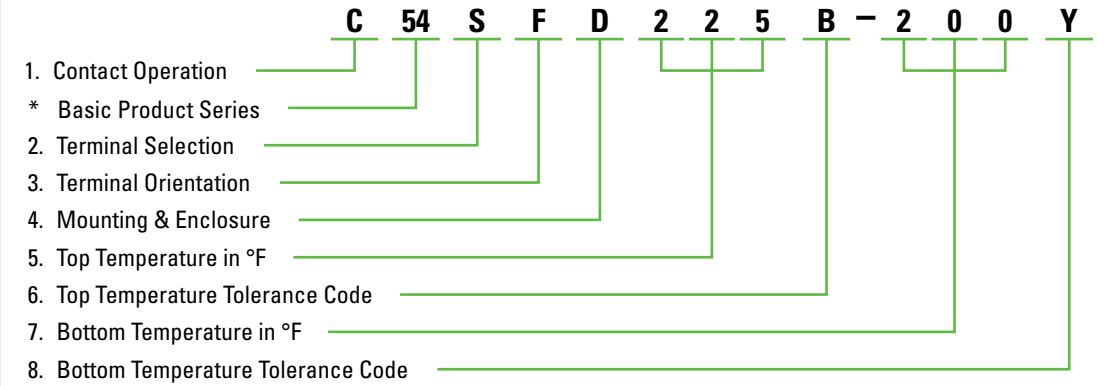 C 54 S F D 2 2 5 B – 2 0 0 Y
1. Contact Operation
* Basic Product Series
2. Terminal Selection
3. Terminal Orientation
4. Mounting & Enclosure
5. Top Temperature in °F
6. Top Temperature Tolerance Code
7. Bottom Temperature in °F
8. Bottom Temperature Tolerance Code